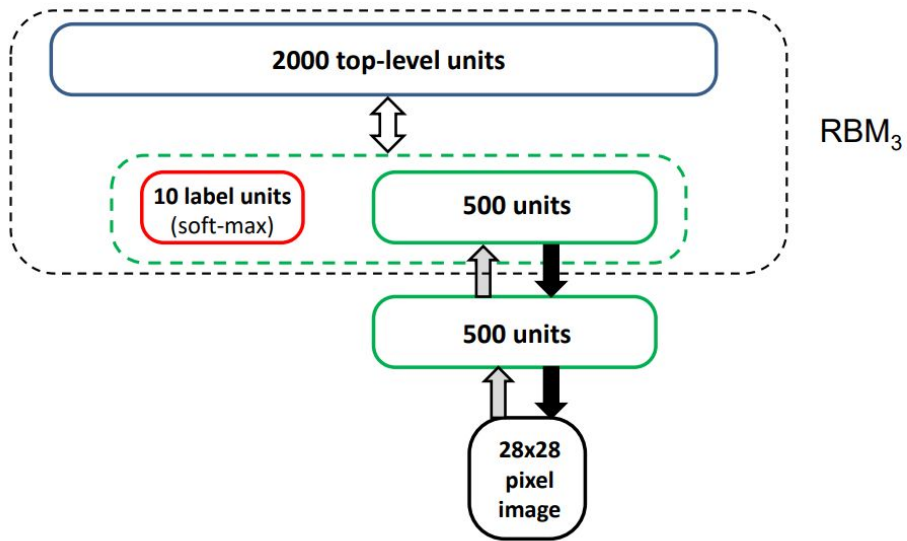 2000 top-level units
RBM₃
10 label units
(soft-max)
500 units
500 units
28x28
pixel
image